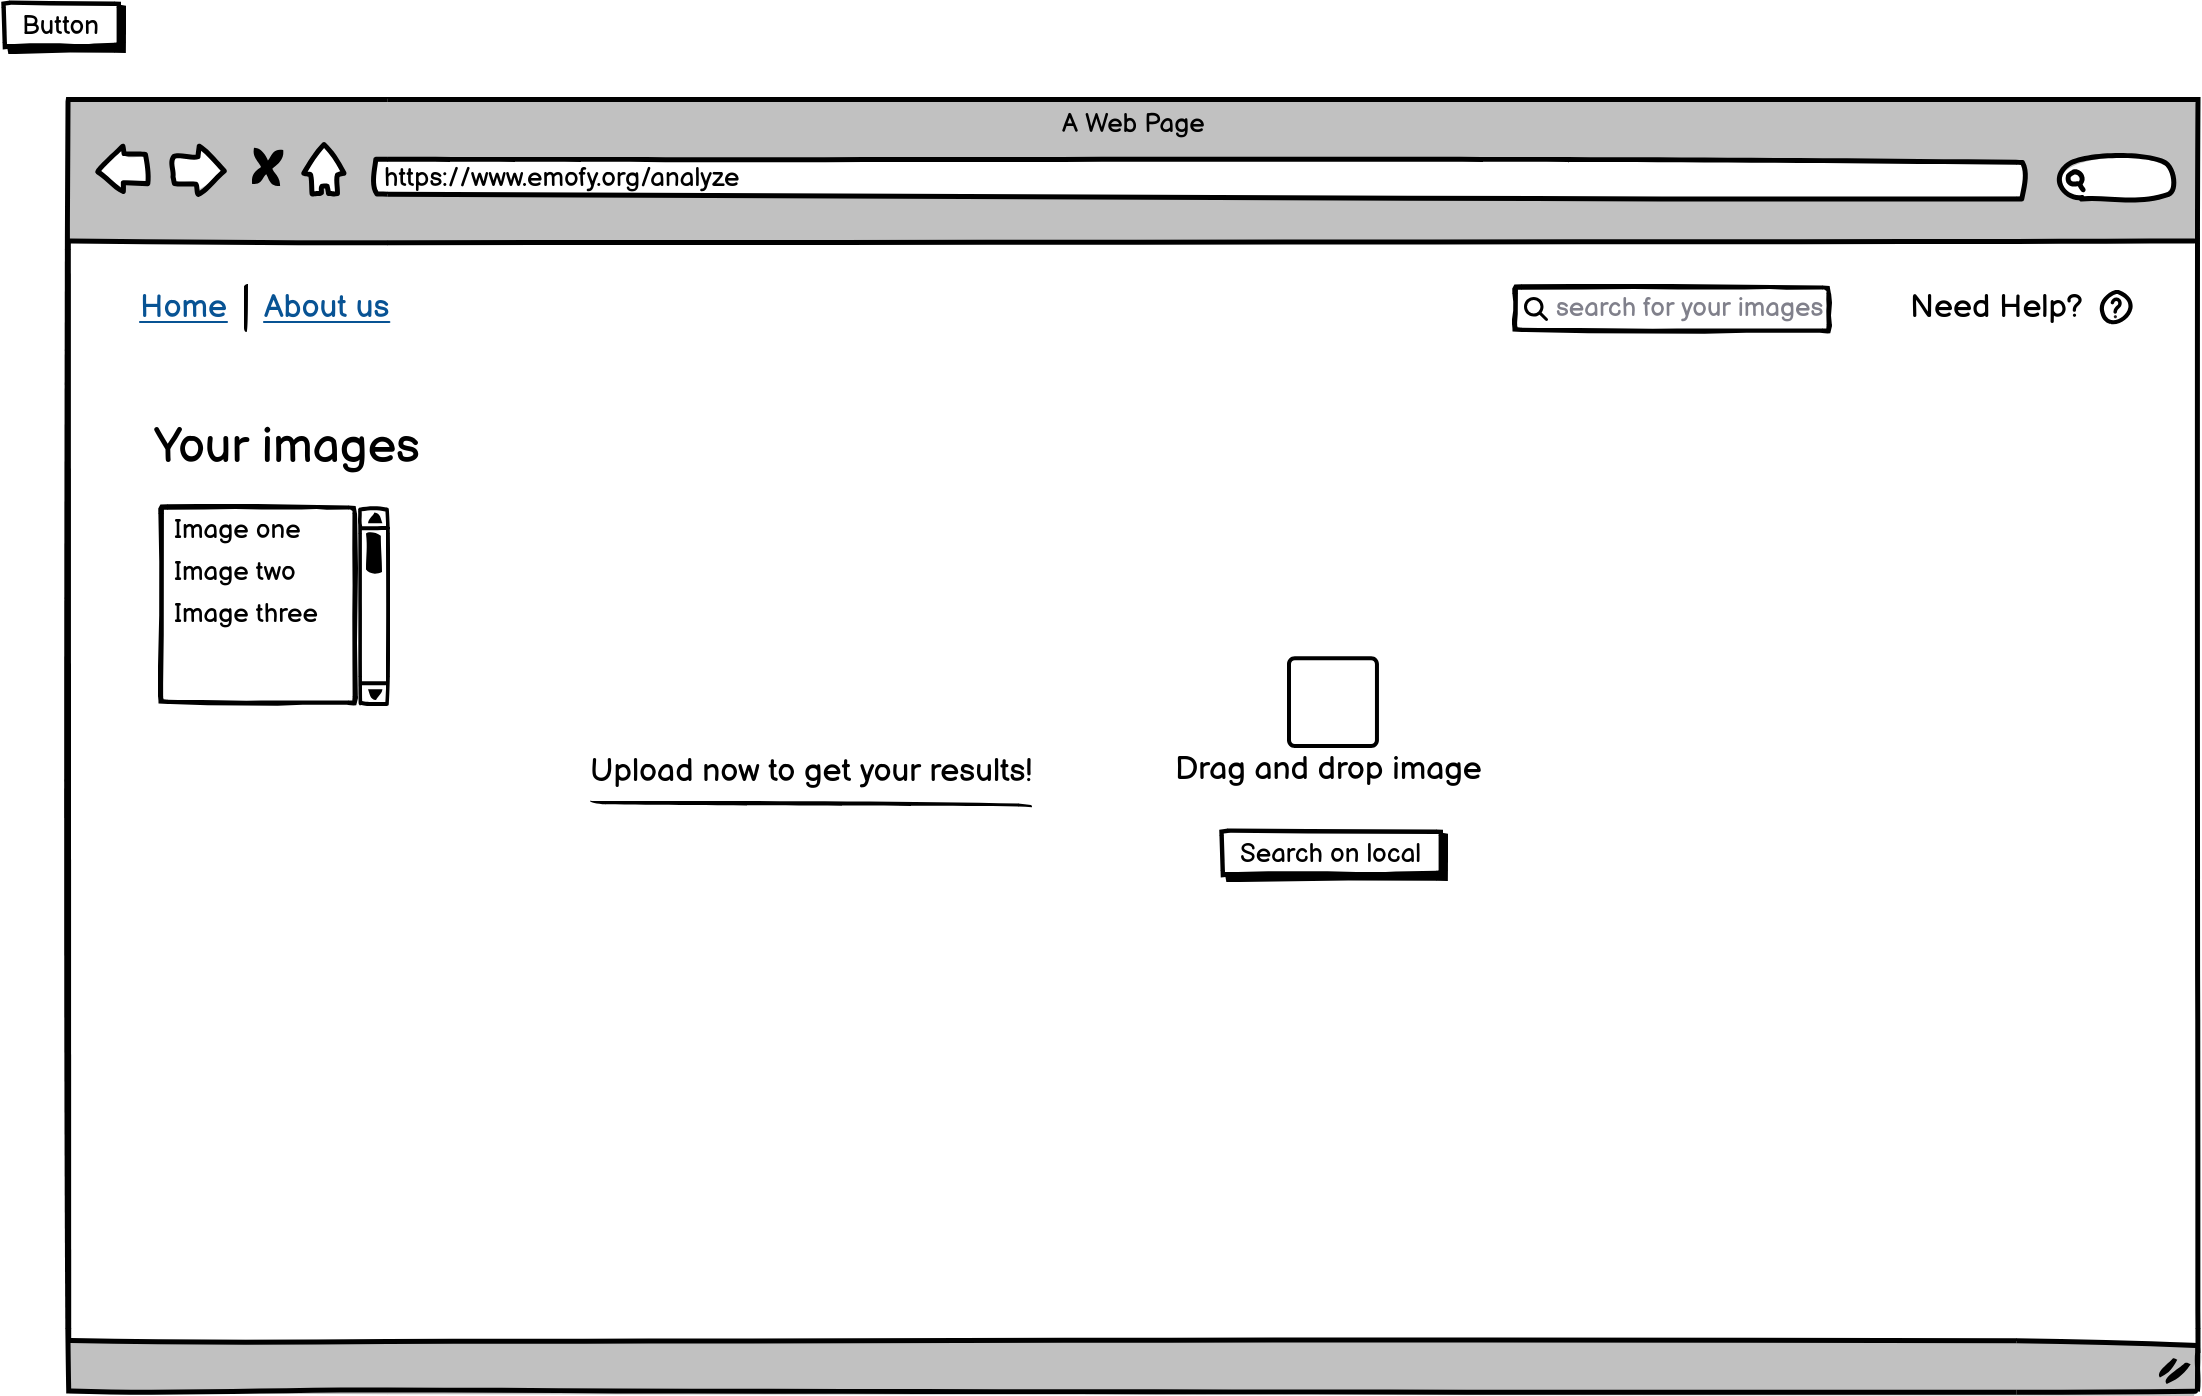 Button
A Web Page
https://www.emofy.org/analyze
Home
About us
search for your images
Need Help?
Your images
Image one
Image two
Image three
Upload now to get your results!
Drag and drop image
Search on local